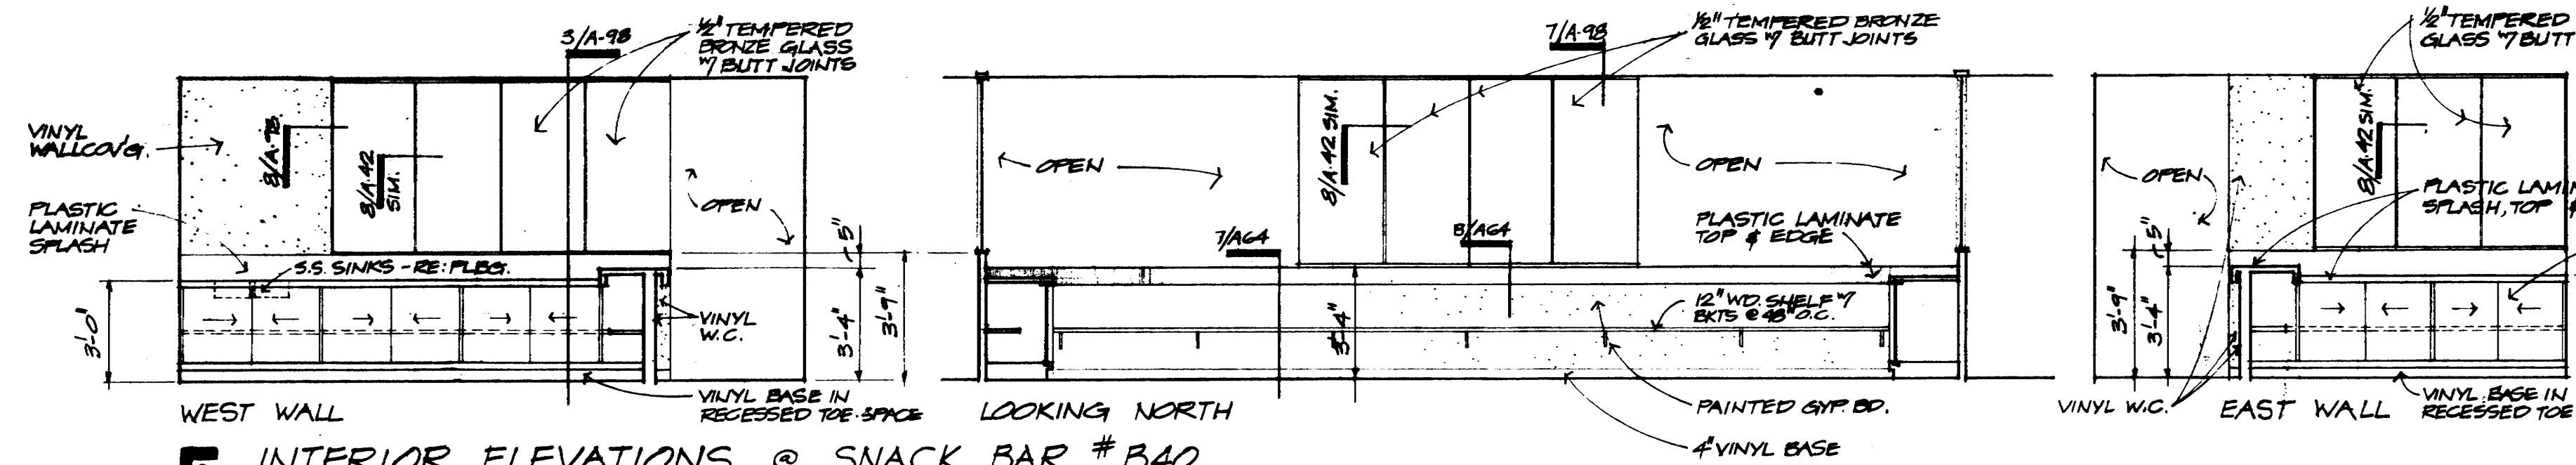 3/A-98
1/2" TEMPERED
BRONZE GLASS
W/ BUTT JOINTS
VINYL
WALLCOV'G.
8/A-98
8/A-42
SIM.
PLASTIC
LAMINATE
SPLASH
OPEN
5"
S.S. SINKS - RE: PLBG.
3'-0"
VINYL
W.C.
3'-4"
3'-9"
VINYL BASE IN
RECESSED TOE-SPACE
WEST WALL
7/A-98
1/2" TEMPERED BRONZE
GLASS W/ BUTT JOINTS
8/A-42 SIM.
OPEN
OPEN
7/A64
8/A64
PLASTIC LAMINATE
TOP & EDGE
12" WD. SHELF W/
BKTS @ 48" O.C.
3'-4"
LOOKING NORTH
PAINTED GYP. BD.
4" VINYL BASE
1/2" TEMPERED
GLASS W/ BUTT
8/A-42 SIM.
OPEN
PLASTIC LAMIN
SPLASH, TOP &
5"
3'-9"
3'-4"
VINYL W.C.
EAST WALL
VINYL BASE IN
RECESSED TOE
INTERIOR ELEVATIONS @ SNACK BAR # B40